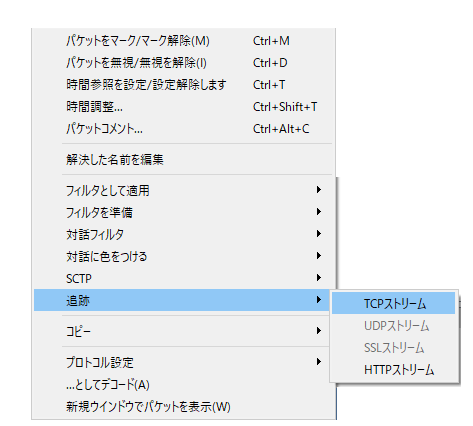 パケットをマーク/マーク解除(M) Ctrl+M
パケットを無視/無視を解除(I) Ctrl+D
時間参照を設定/設定解除します Ctrl+T
時間調整... Ctrl+Shift+T
パケットコメント... Ctrl+Alt+C
解決した名前を編集
フィルタとして適用
フィルタを準備
対話フィルタ
対話に色をつける
SCTP
追跡
TCPストリーム
UDPストリーム
SSLストリーム
HTTPストリーム
コピー
プロトコル設定
...としてデコード(A)
新規ウインドウでパケットを表示(W)